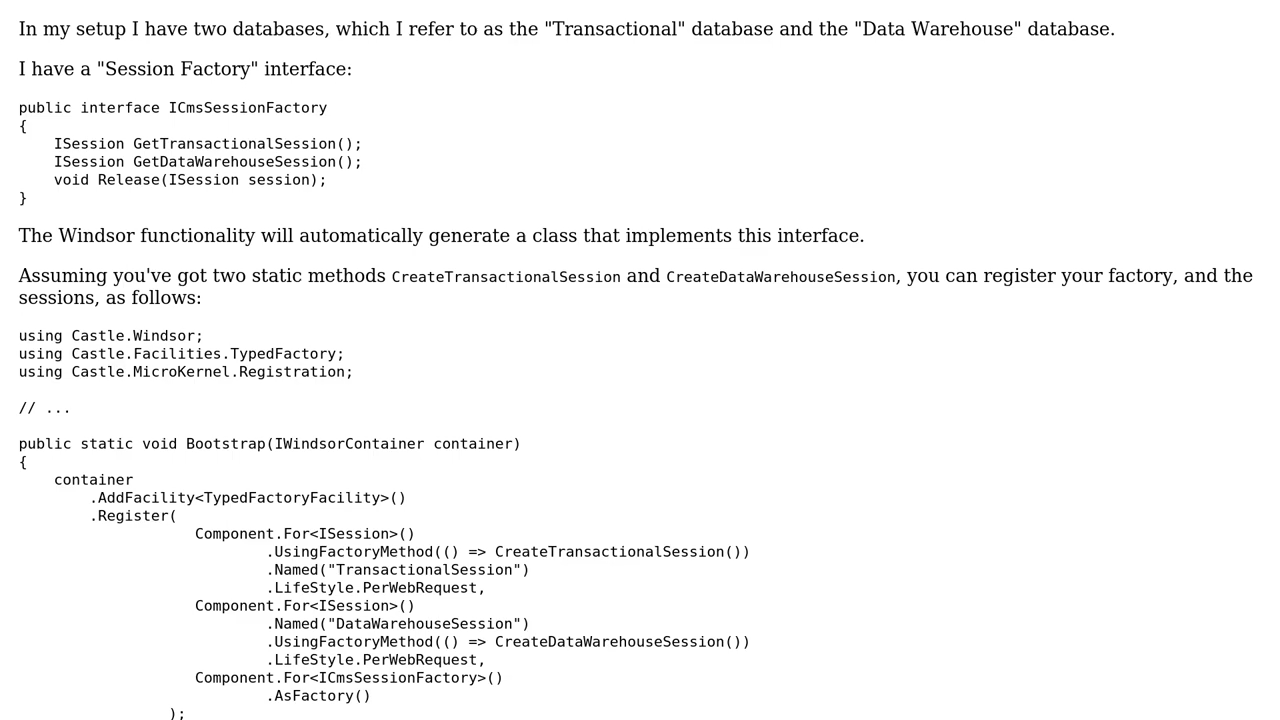 In my setup I have two databases, which I refer to as the "Transactional" database and the "Data Warehouse" database.
I have a "Session Factory" interface:
public interface ICmsSessionFactory
{
    ISession GetTransactionalSession();
    ISession GetDataWarehouseSession();
    void Release(ISession session);
}
The Windsor functionality will automatically generate a class that implements this interface.
Assuming you've got two static methods CreateTransactionalSession and CreateDataWarehouseSession, you can register your factory, and the
sessions, as follows:
using Castle.Windsor;
using Castle.Facilities.TypedFactory;
using Castle.MicroKernel.Registration;
// ...
public static void Bootstrap(IWindsorContainer container)
{
    container
        .AddFacility<TypedFactoryFacility>()
        .Register(
                    Component.For<ISession>()
                            .UsingFactoryMethod(() => CreateTransactionalSession())
                            .Named("TransactionalSession")
                            .LifeStyle.PerWebRequest,
                    Component.For<ISession>()
                            .Named("DataWarehouseSession")
                            .UsingFactoryMethod(() => CreateDataWarehouseSession())
                            .LifeStyle.PerWebRequest,
                    Component.For<ICmsSessionFactory>()
                            .AsFactory()
                 );